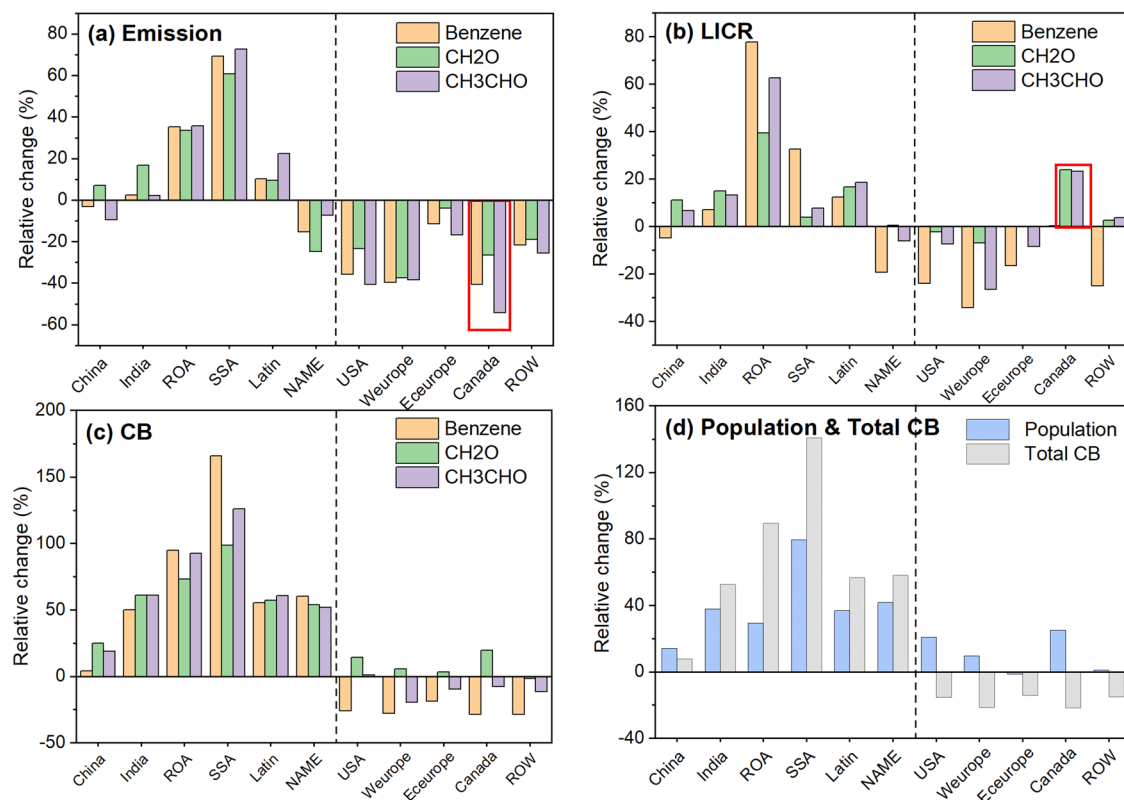 (a) Emission
Benzene
CH2O
CH3CHO
Relative change (%)
80
60
40
20
0
-20
-40
-60
China
India
ROA
SSA
Latin
NAME
USA
Weurope
Eceurope
Canada
ROW
(b) LICR
Benzene
CH2O
CH3CHO
Relative change (%)
80
60
40
20
0
-20
-40
China
India
ROA
SSA
Latin
NAME
USA
Weurope
Eceurope
Canada
ROW
(c) CB
Benzene
CH2O
CH3CHO
Relative change (%)
200
150
100
50
0
-50
China
India
ROA
SSA
Latin
NAME
USA
Weurope
Eceurope
Canada
ROW
(d) Population & Total CB
Population
Total CB
Relative change (%)
160
120
80
40
0
-40
China
India
ROA
SSA
Latin
NAME
USA
Weurope
Eceurope
Canada
ROW